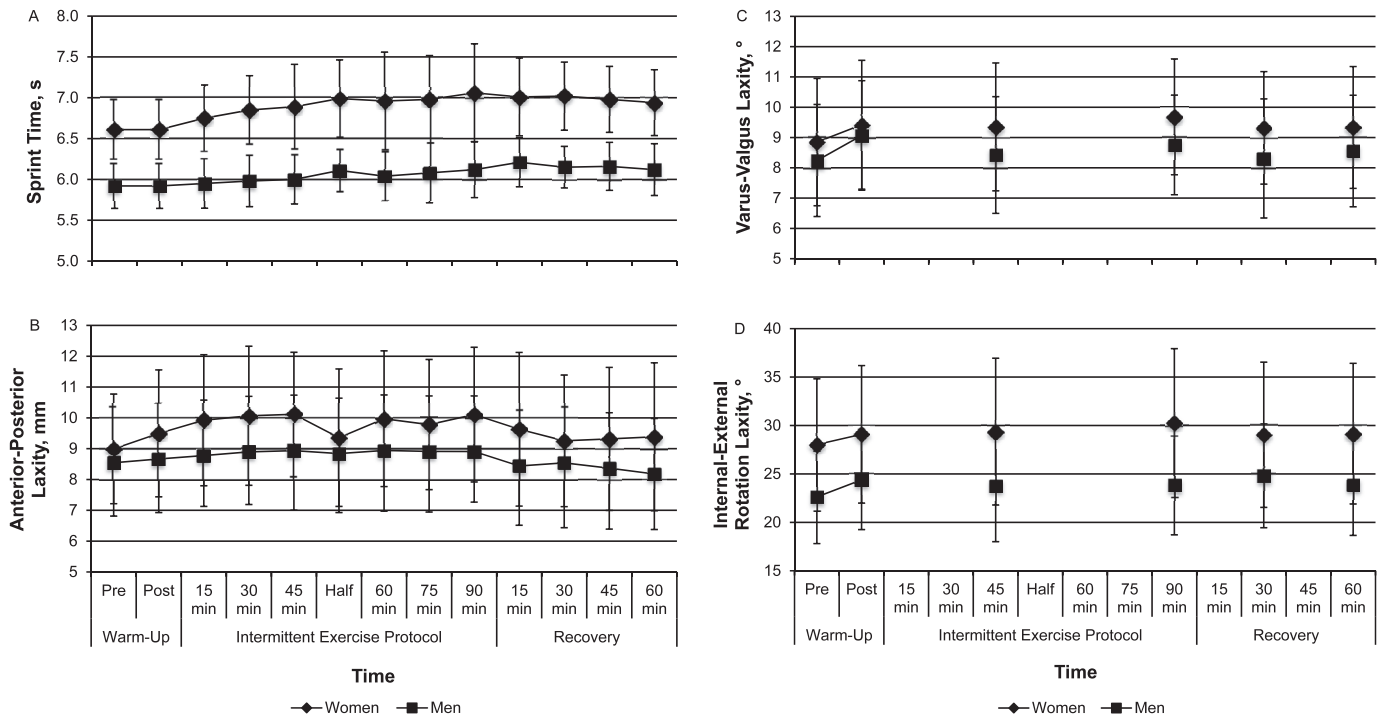 A
Sprint Time, s
8.0
7.5
7.0
6.5
6.0
5.5
5.0
B
Anterior-Posterior
Laxity, mm
13
12
11
10
9
8
7
6
5
Pre Post 15 min 30 min 45 min Half 60 min 75 min 90 min 15 min 30 min 45 min 60 min
Warm-Up Intermittent Exercise Protocol Recovery
Time
Women Men
C
Varus-Valgus Laxity, °
13
12
11
10
9
8
7
6
5
D
Internal-External
Rotation Laxity, °
40
35
30
25
20
15
Pre Post 15 min 30 min 45 min Half 60 min 75 min 90 min 15 min 30 min 45 min 60 min
Warm-Up Intermittent Exercise Protocol Recovery
Time
Women Men